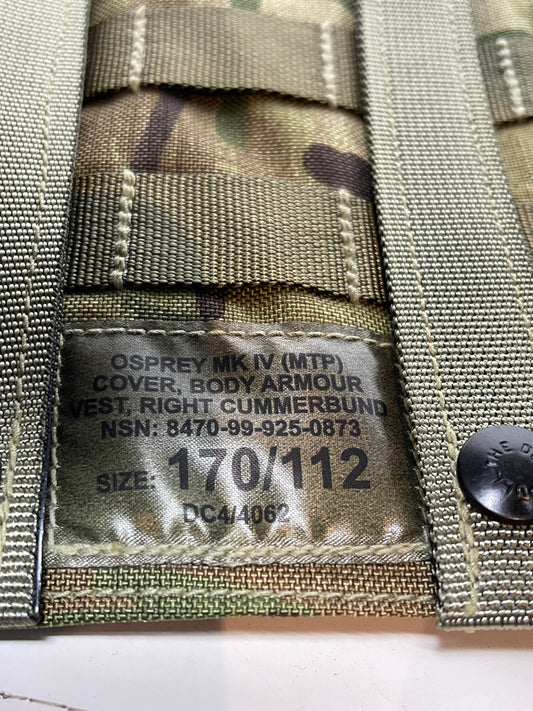 OSPREY MK IV (MTP)
COVER, BODY ARMOUR
VEST, RIGHT CUMMERBUND
NSN: 8470-99-925-0873
SIZE: 170/112
DC4/4062
THE